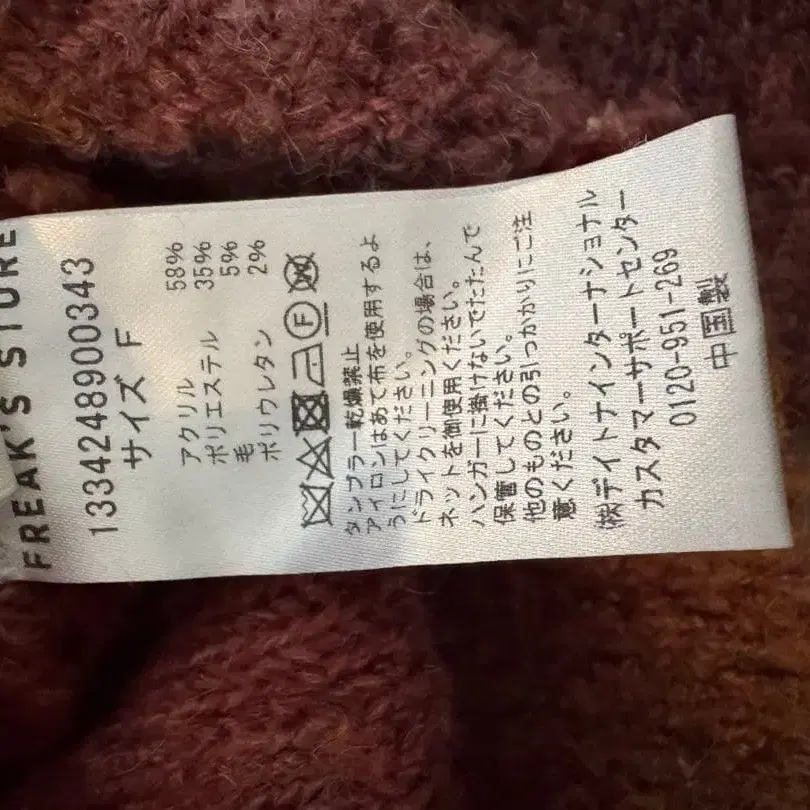 FREAK'S STORE
1334248900343
サイズ F
アクリル 58%
ポリエステル 35%
毛 5%
ポリウレタン 2%
タンブラー乾燥禁止
アイロンはあて布を使用するよ
うにしてください。
ドライクリーニングの場合は、
ネットを御使用ください。
ハンガーに掛けないでたたんで
保管してください。
他のものとの引っかかりにご注
意ください。
㈱デイトナインターナショナル
カスタマーサポートセンター
0120-951-269
中国製